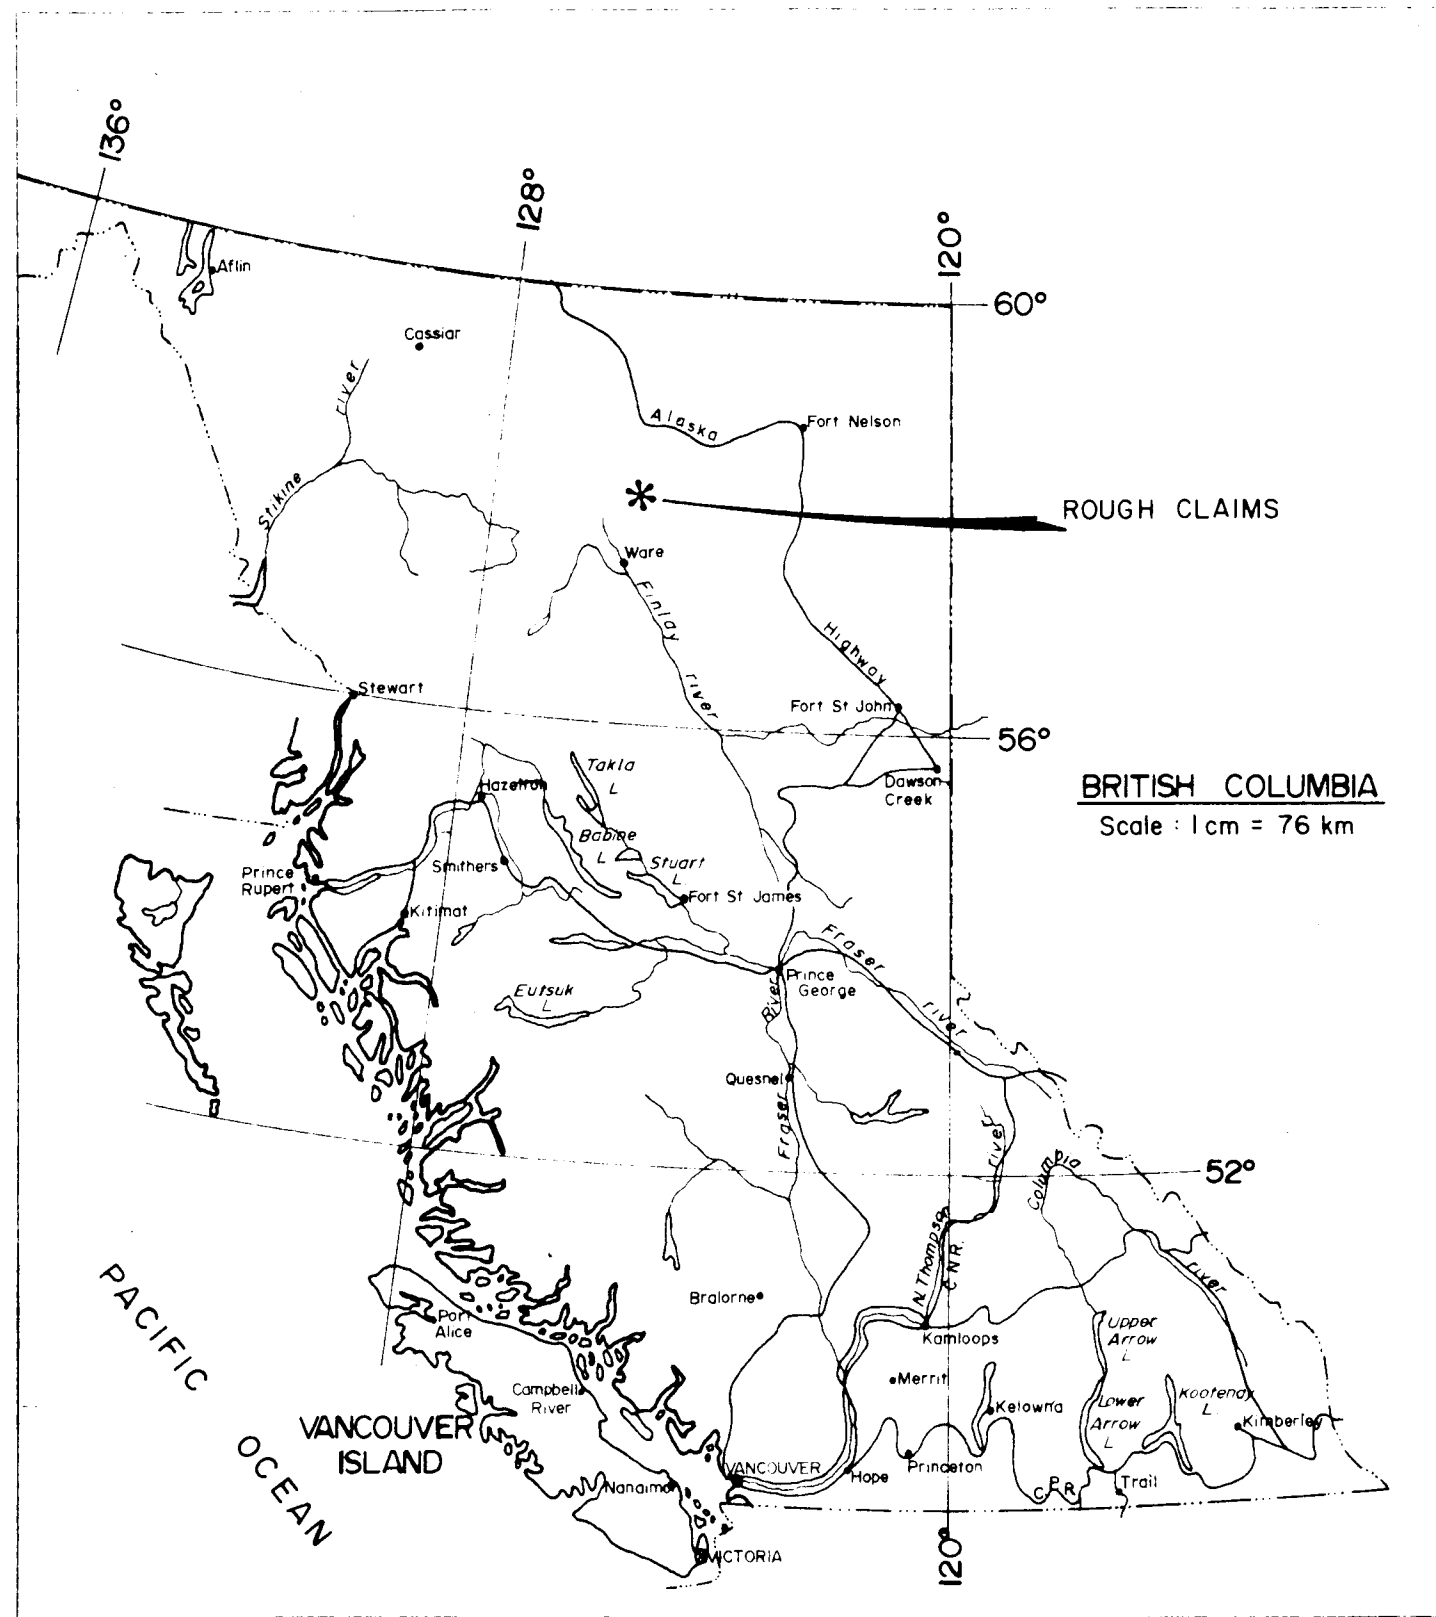 136°
128°
120°
60°
Atlin
Cassiar
river
Stikine
Alaska
Fort Nelson
ROUGH CLAIMS
Ware
Finlay
river
Highway
Fort St John
Stewart
56°
Dawson
Creek
BRITISH COLUMBIA
Scale : 1 cm = 76 km
Takla
L
Hazelton
Babine
L
Stuart
L
Smithers
Fort St James
Prince
Rupert
Kitimat
Fraser
river
Prince
George
River
Eutsuk
L
Quesnel
Fraser
river
Columbia
52°
N. Thompson
C.N.R.
river
Bralorne
Kamloops
Upper
Arrow
L
Port
Alice
Merrit
Campbell
River
Kelowna
Lower
Arrow
L
Kootenay
L.
Kimberley
VANCOUVER
ISLAND
PACIFIC
OCEAN
VANCOUVER
Hope
Princeton
C.P.R.
Trail
Nanaimo
VICTORIA
120°